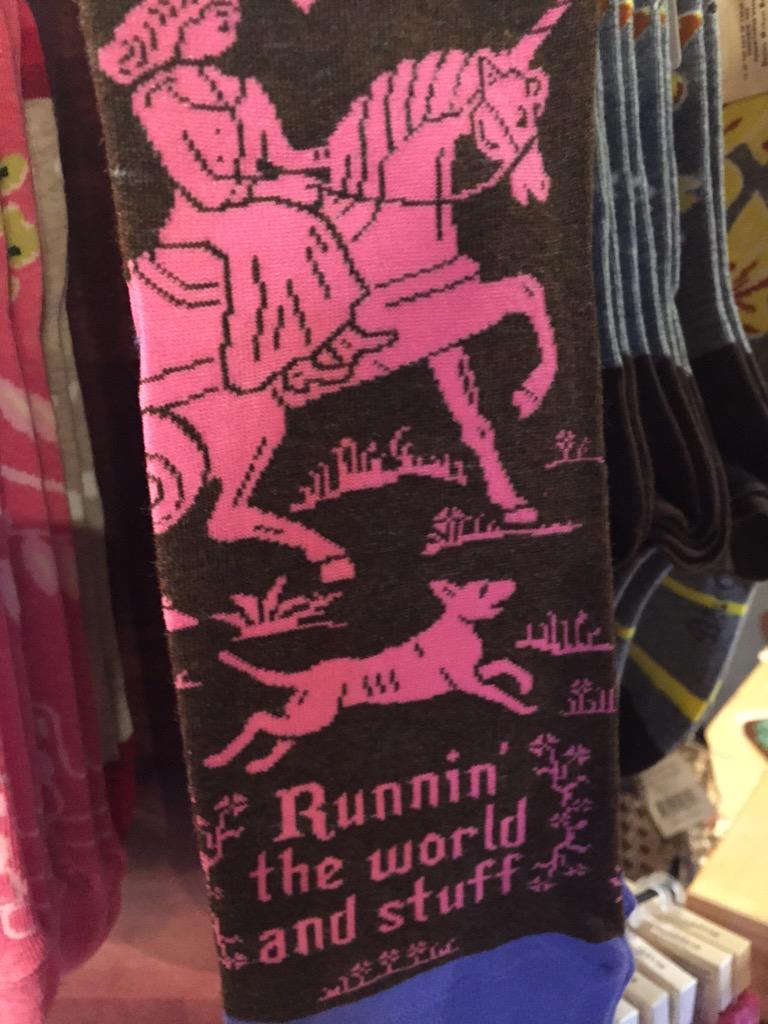 Runnin'
the world
and stuff